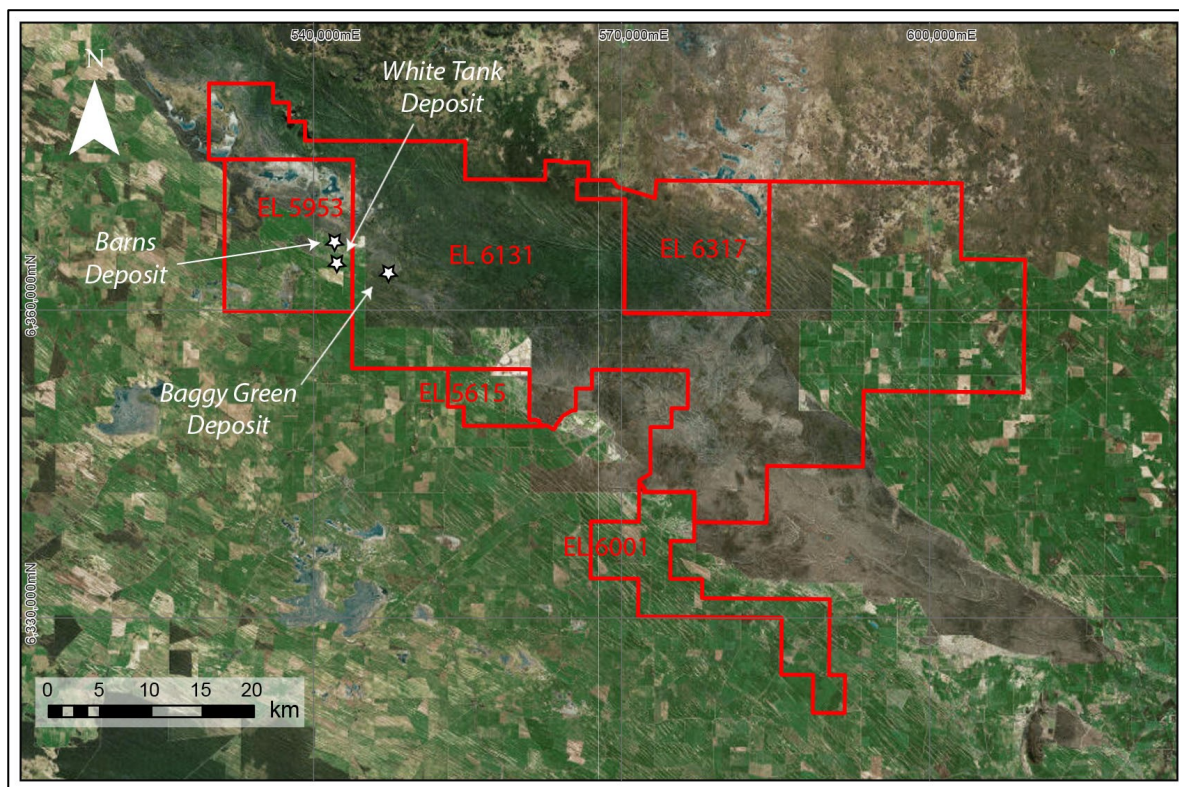 540,000mE
570,000mE
600,000mE
N
White Tank
Deposit
EL 5953
Barns
Deposit
EL 6131
EL 6317
6,360,000mN
Baggy Green
Deposit
EL 5615
EL 6001
6,330,000mN
0 5 10 15 20
km